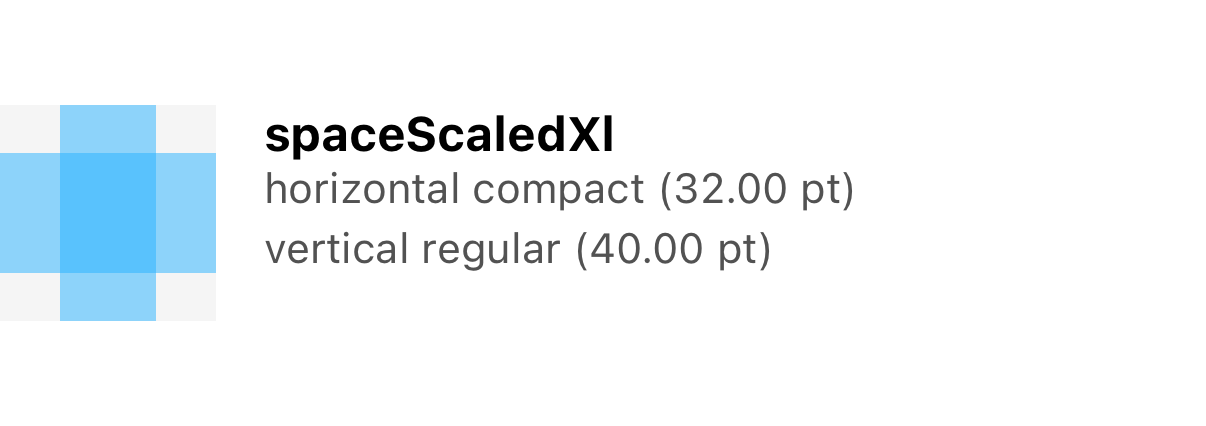 spaceScaledXl
horizontal compact (32.00 pt)
vertical regular (40.00 pt)